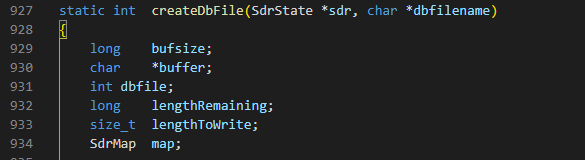 927 static int createDbFile(SdrState *sdr, char *dbfilename)
928 {
929 long bufsize;
930 char *buffer;
931 int dbfile;
932 long lengthRemaining;
933 size_t lengthToWrite;
934 SdrMap map;